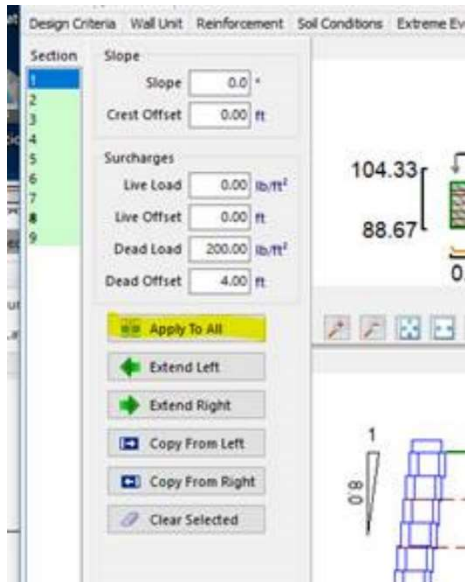 Design Criteria Wall Unit Reinforcement Soil Conditions Extreme Ev
Section
1
2
3
4
5
6
7
8
9
Slope
Slope 0.0 °
Crest Offset 0.00 ft
Surcharges
Live Load 0.00 lb/ft²
Live Offset 0.00 ft
Dead Load 200.00 lb/ft²
Dead Offset 4.00 ft
Apply To All
Extend Left
Extend Right
Copy From Left
Copy From Right
Clear Selected
104.33
88.67
0
1
8.0